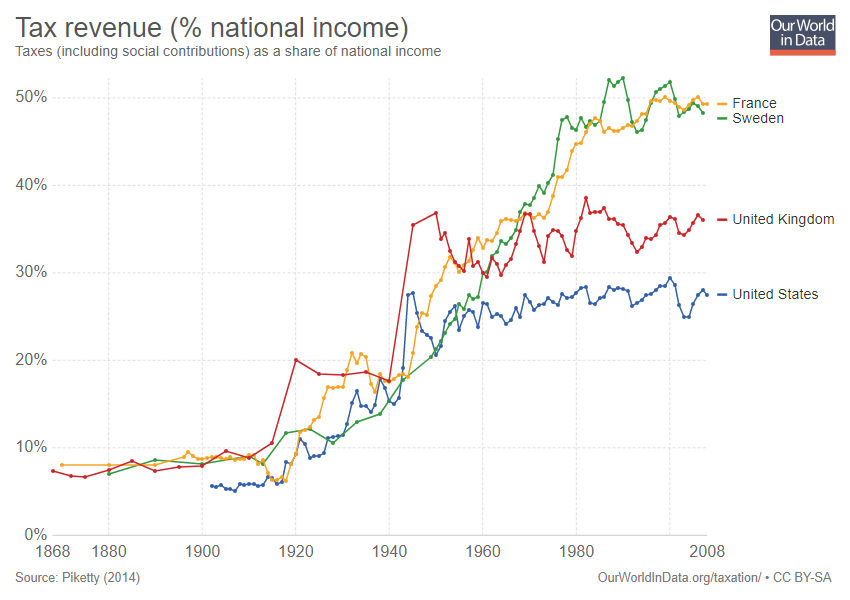 Tax revenue (% national income)
Taxes (including social contributions) as a share of national income
Our World
in Data
50%
40%
30%
20%
10%
0%
France
Sweden
United Kingdom
United States
1868 1880 1900 1920 1940 1960 1980 2008
Source: Piketty (2014)
OurWorldInData.org/taxation/ • CC BY-SA